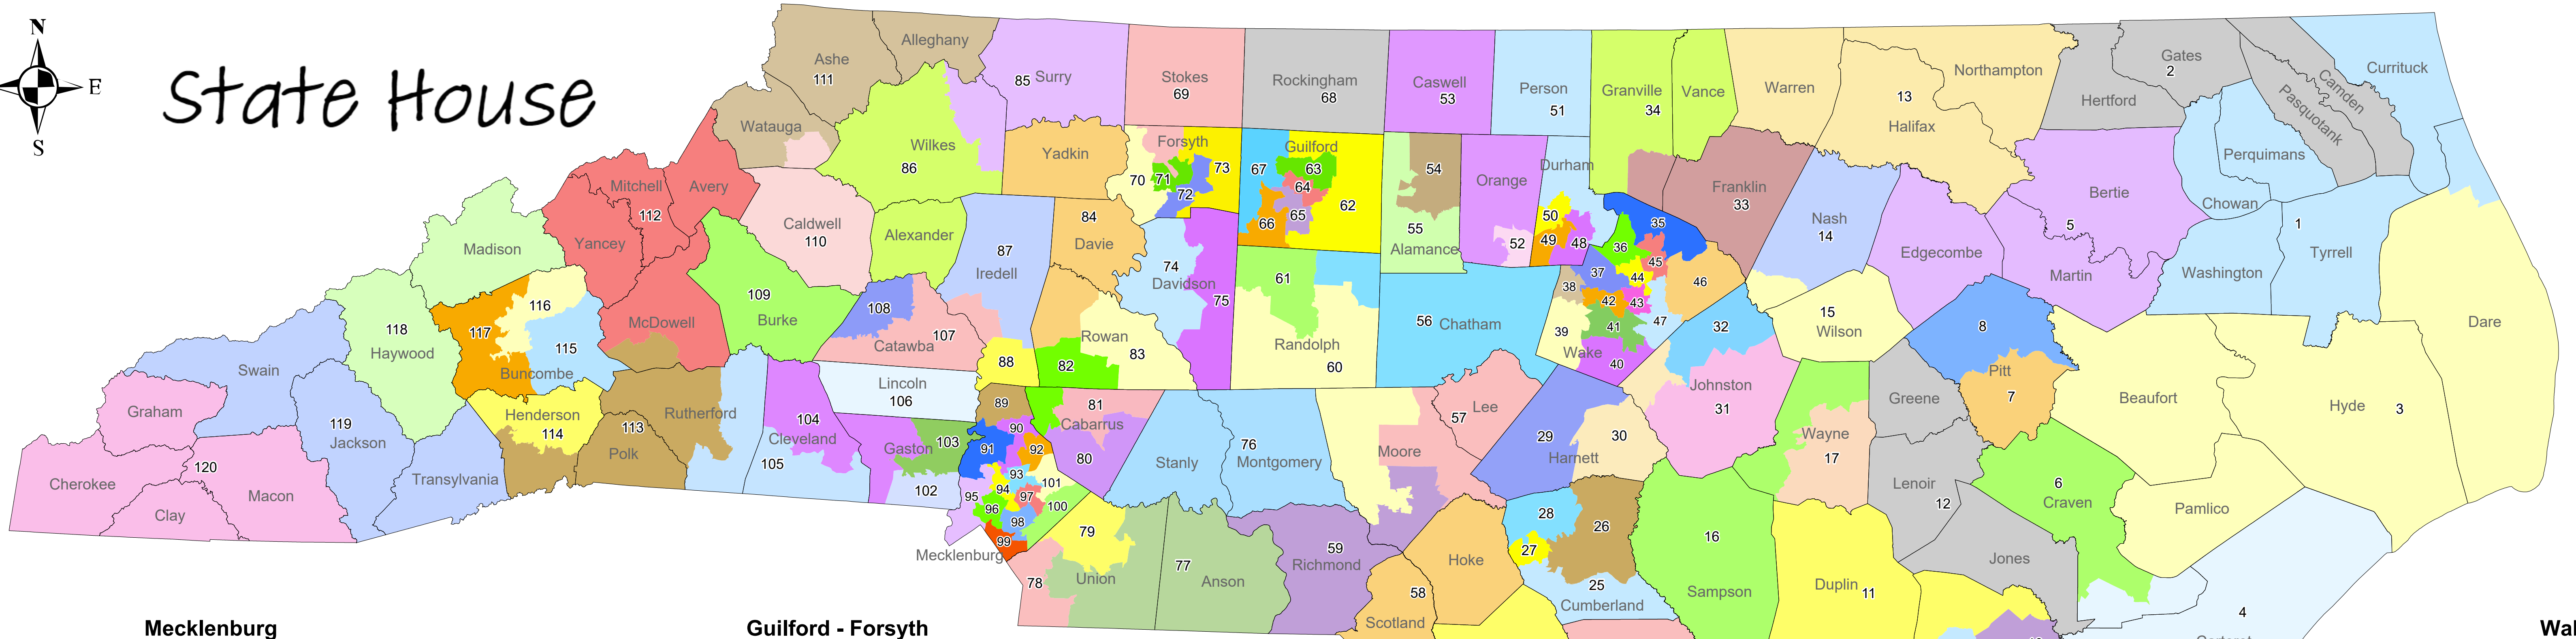 N
E
S
State House
Ashe
111
Alleghany
85 Surry
Stokes
69
Rockingham
68
Caswell
53
Person
51
Granville
34
Vance
Warren
Northampton
13
Halifax
Gates
2
Hertford
Camden
Pasquotank
Currituck
Watauga
Wilkes
86
Yadkin
Forsyth
70
71
72
73
Guilford
67
63
64
65
66
62
54
55
Alamance
Orange
52
Durham
50
49
48
Franklin
33
Nash
14
Bertie
5
Perquimans
Chowan
1
Tyrrell
Washington
Martin
Edgecombe
Mitchell
Avery
112
Yancey
McDowell
Madison
Caldwell
110
Alexander
87
Iredell
84
Davie
74
Davidson
75
61
Randolph
60
56 Chatham
35
36
45
37
44
46
38
42
43
39
41
47
Wake
40
32
Johnston
31
15
Wilson
8
Pitt
7
Dare
118
Haywood
116
117
115
Buncombe
109
Burke
108
107
Catawba
88
Rowan
82
83
Swain
Graham
119
Jackson
Transylvania
Henderson
114
113
Polk
Rutherford
104
Cleveland
105
Lincoln
106
Gaston
103
102
89
90
91
92
93
94
95
96
97
98
99
100
101
Mecklenburg
81
Cabarrus
80
Stanly
76
Montgomery
Moore
57 Lee
29
Harnett
30
Wayne
17
Greene
Lenoir
12
Beaufort
Hyde
3
6
Craven
Pamlico
Jones
4
120
Cherokee
Clay
Macon
79
78
Union
77
Anson
59
Richmond
Hoke
58
Scotland
28
27
26
25
Cumberland
16
Sampson
Duplin 11
Mecklenburg
Guilford - Forsyth